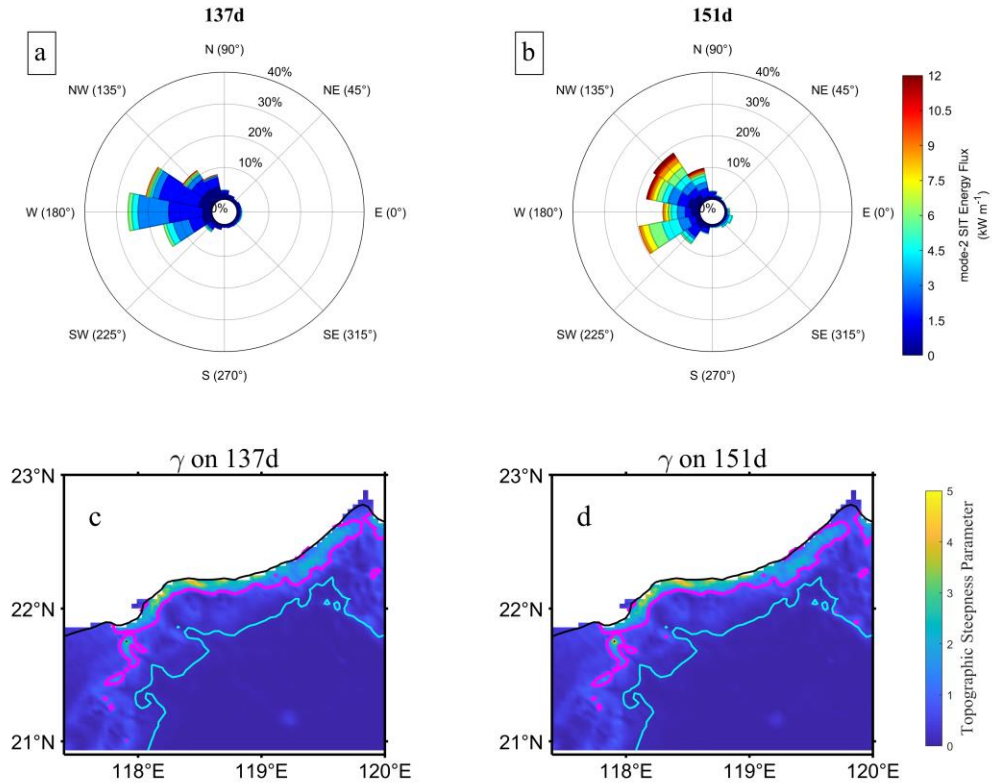 137d
151d
a
b
N (90°)
N (90°)
NW (135°)
NE (45°)
NW (135°)
NE (45°)
40%
30%
20%
10%
0%
40%
30%
20%
10%
0%
W (180°)
E (0°)
W (180°)
E (0°)
SW (225°)
SE (315°)
SW (225°)
SE (315°)
S (270°)
S (270°)
12
10.5
9
7.5
6
4.5
3
1.5
0
mode-2 SIT Energy Flux
(kW m⁻¹)
γ on 137d
γ on 151d
c
d
23°N
22°N
21°N
118°E
119°E
120°E
23°N
22°N
21°N
118°E
119°E
120°E
5
4
3
2
1
0
Topographic Steepness Parameter